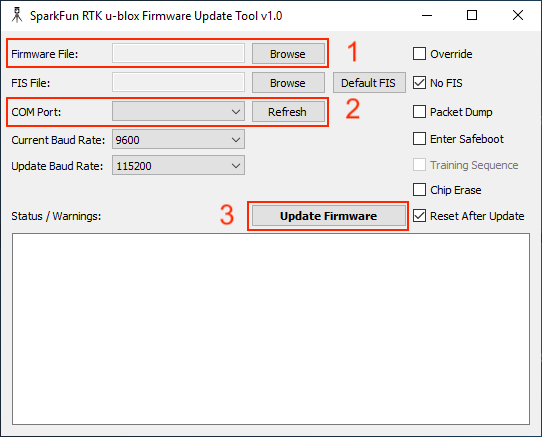 SparkFun RTK u-blox Firmware Update Tool v1.0
Firmware File: Browse 1 Override
FIS File: Browse Default FIS No FIS
COM Port: Refresh 2 Packet Dump
Current Baud Rate: 9600 Enter Safeboot
Update Baud Rate: 115200 Training Sequence
Chip Erase
Status / Warnings: 3 Update Firmware Reset After Update